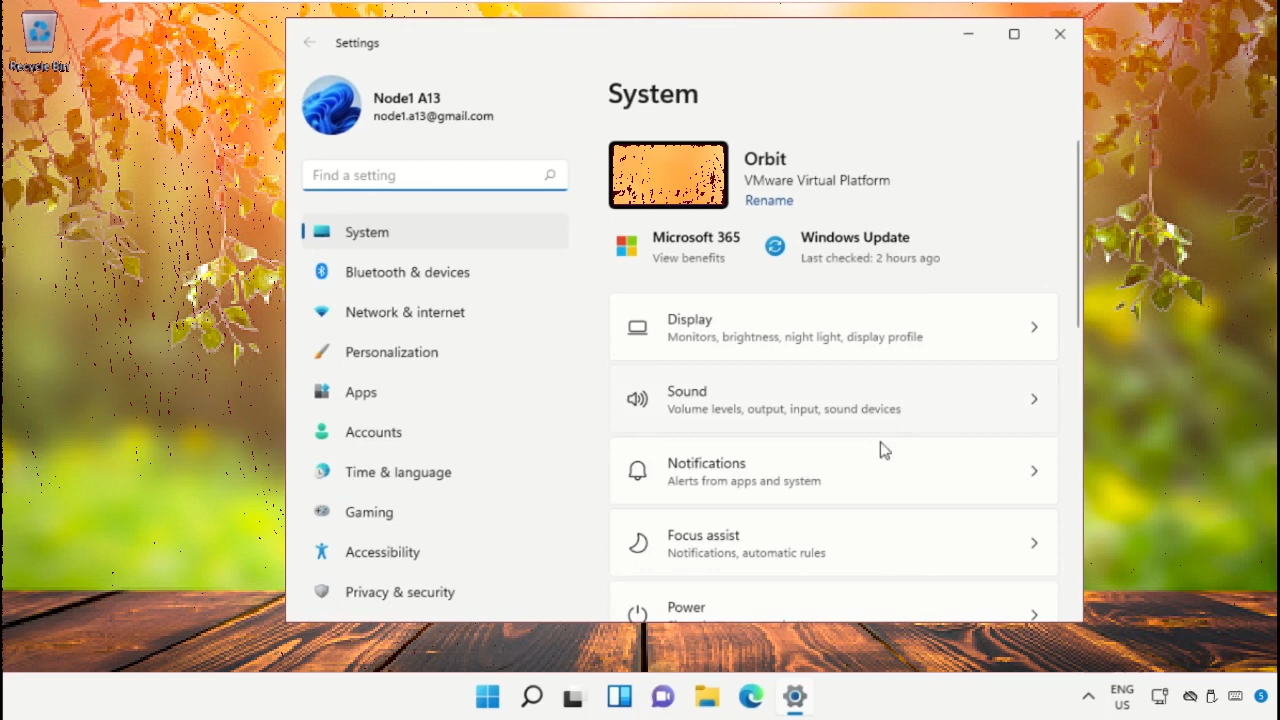 Recycle Bin
Settings
Node1 A13
node1.a13@gmail.com
Find a setting
System
Bluetooth & devices
Network & internet
Personalization
Apps
Accounts
Time & language
Gaming
Accessibility
Privacy & security
System
Orbit
VMware Virtual Platform
Rename
Microsoft 365
View benefits
Windows Update
Last checked: 2 hours ago
Display
Monitors, brightness, night light, display profile
Sound
Volume levels, output, input, sound devices
Notifications
Alerts from apps and system
Focus assist
Notifications, automatic rules
Power
ENG
US
5